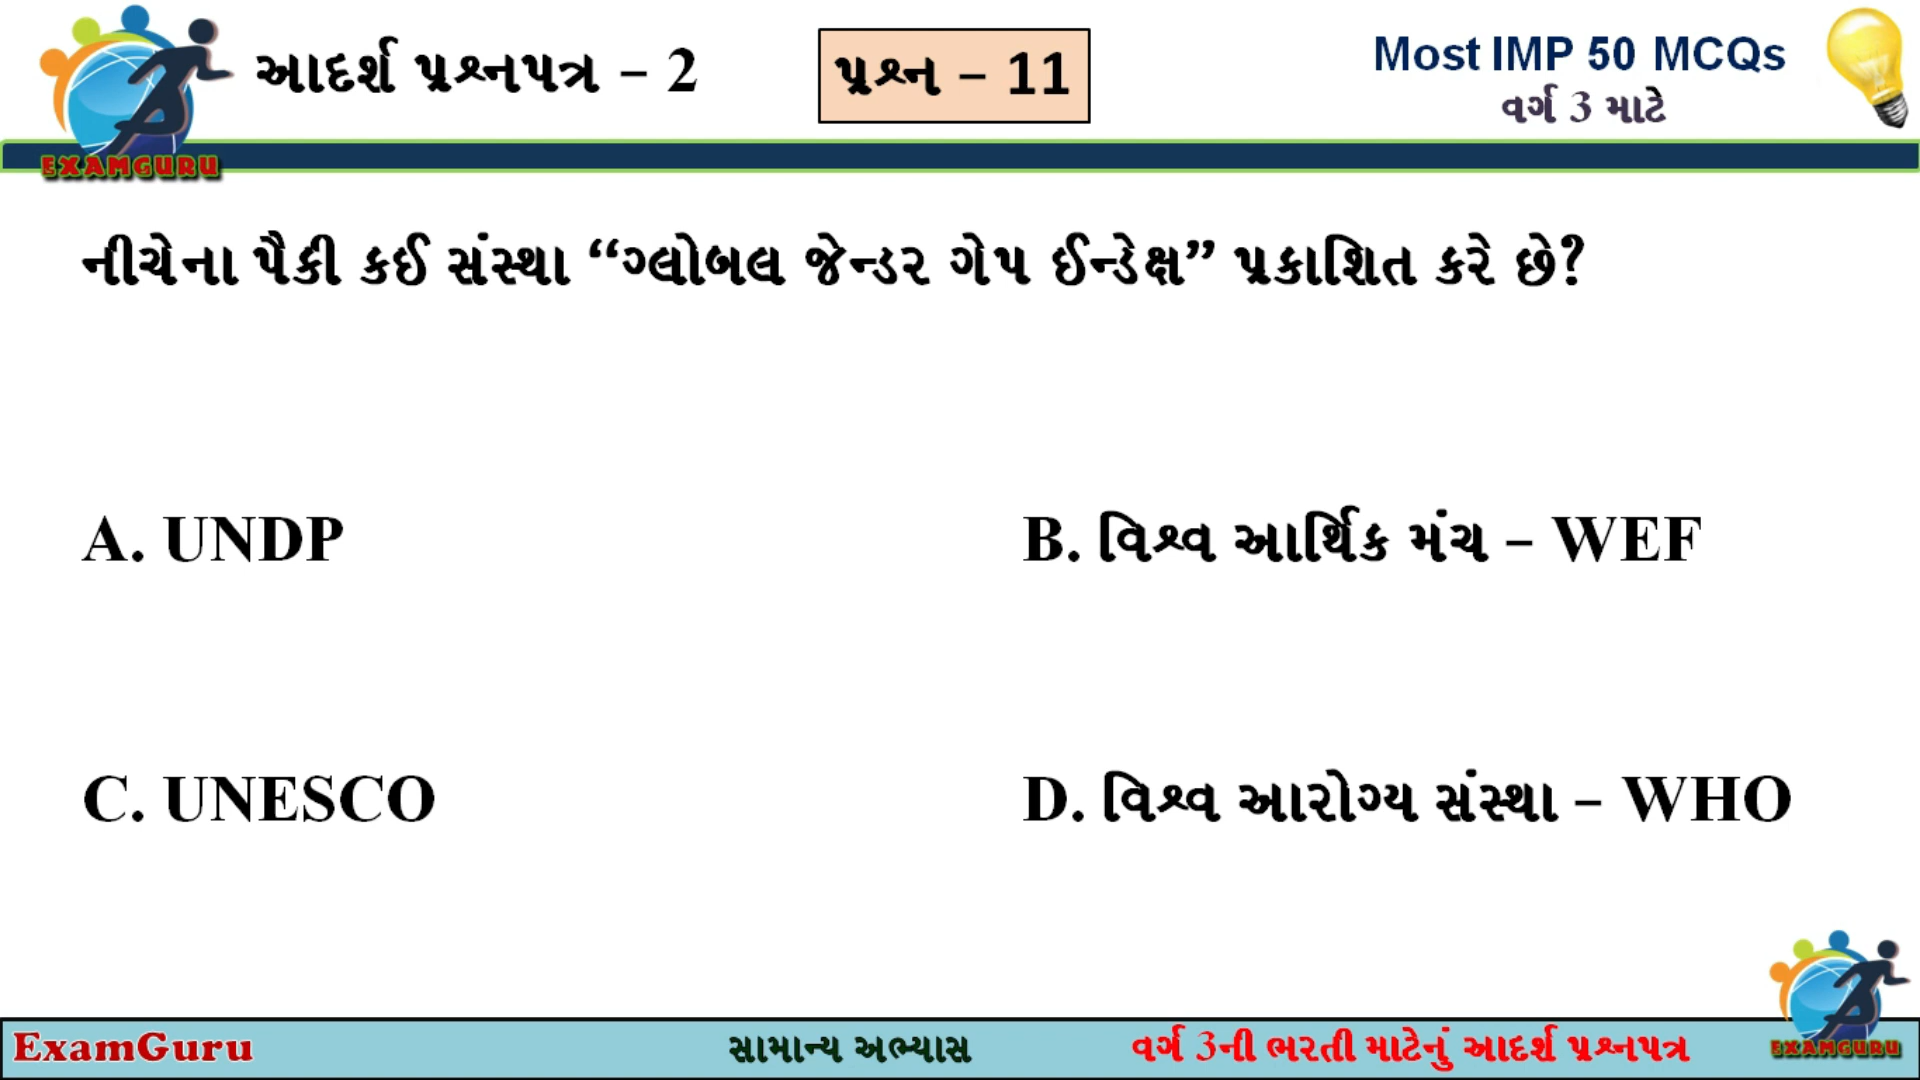 આદર્શ પ્રશ્નપત્ર – 2
પ્રશ્ન – 11
Most IMP 50 MCQs
વર્ગ 3 માટે
EXAMGURU
નીચેના પૈકી કઈ સંસ્થા “ગ્લોબલ જેન્ડર ગેપ ઈન્ડેક્ષ” પ્રકાશિત કરે છે?
A. UNDP
B. વિશ્વ આર્થિક મંચ – WEF
C. UNESCO
D. વિશ્વ આરોગ્ય સંસ્થા – WHO
ExamGuru
સામાન્ય અભ્યાસ
વર્ગ 3ની ભરતી માટેનું આદર્શ પ્રશ્નપત્ર
EXAMGURU